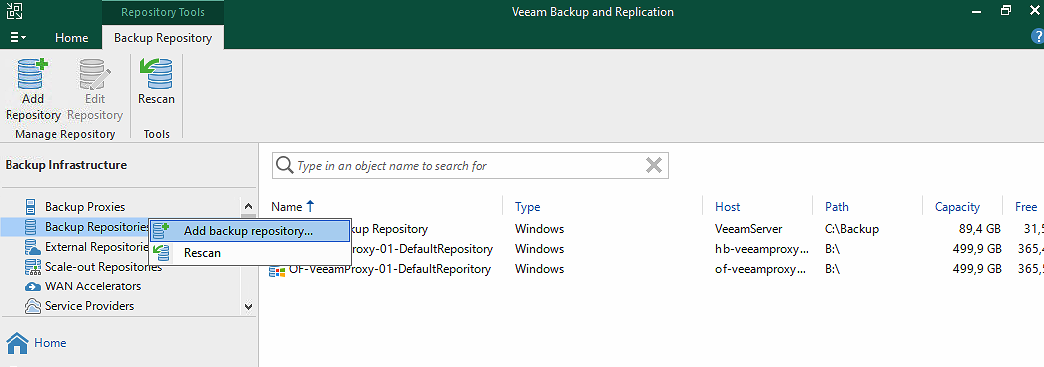 Repository Tools
Veeam Backup and Replication
Home
Backup Repository
Add Repository
Edit Repository
Rescan
Manage Repository
Tools
Backup Infrastructure
Type in an object name to search for
Backup Proxies
Backup Repositories
External Repositories
Scale-out Repositories
WAN Accelerators
Service Providers
Add backup repository...
Rescan
Name Type Host Path Capacity Free
kup Repository Windows VeeamServer C:\Backup 89,4 GB 31,5
Proxy-01-DefaultRepository Windows hb-veeamproxy... B:\ 499,9 GB 365,4
OF-VeeamProxy-01-DefaultReporitory Windows of-veeamproxy... B:\ 499,9 GB 365,5
Home